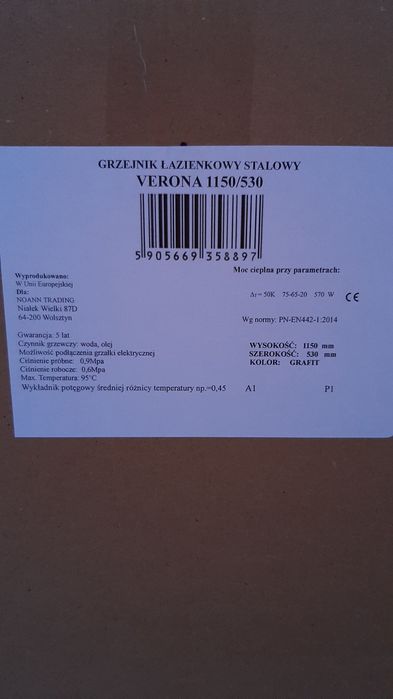 GRZEJNIK ŁAZIENKOWY STALOWY
VERONA 1150/530
5 905669 358897
Moc cieplna przy parametrach:
Wyprodukowano:
W Unii Europejskiej
Dla:
NOANN TRADING
Niałek Wielki 87D
64-200 Wolsztyn
Δt = 50K 75-65-20 570 W CE
Wg normy: PN-EN442-1:2014
Gwarancja: 5 lat
Czynnik grzewczy: woda, olej
Możliwość podłączenia grzałki elektrycznej
Ciśnienie próbne: 0,9Mpa
Ciśnienie robocze: 0,6Mpa
Max. Temperatura: 95°C
WYSOKOŚĆ: 1150 mm
SZEROKOŚĆ: 530 mm
KOLOR: GRAFIT
Wykładnik potęgowy średniej różnicy temperatury np.=0,45 A1 P1